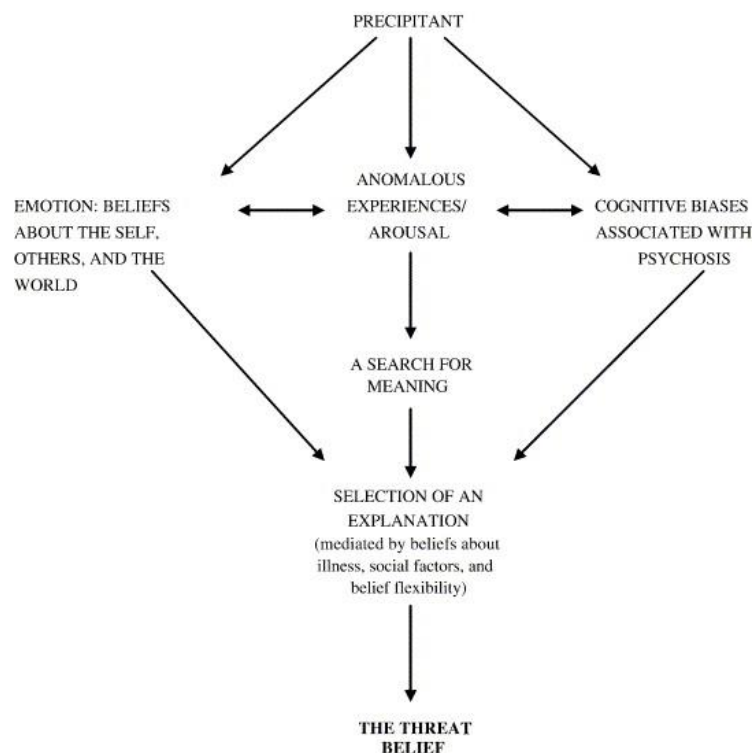 PRECIPITANT
EMOTION: BELIEFS
ABOUT THE SELF,
OTHERS, AND THE
WORLD
ANOMALOUS
EXPERIENCES/
AROUSAL
COGNITIVE BIASES
ASSOCIATED WITH
PSYCHOSIS
A SEARCH FOR
MEANING
SELECTION OF AN
EXPLANATION
(mediated by beliefs about
illness, social factors, and
belief flexibility)
THE THREAT
BELIEF